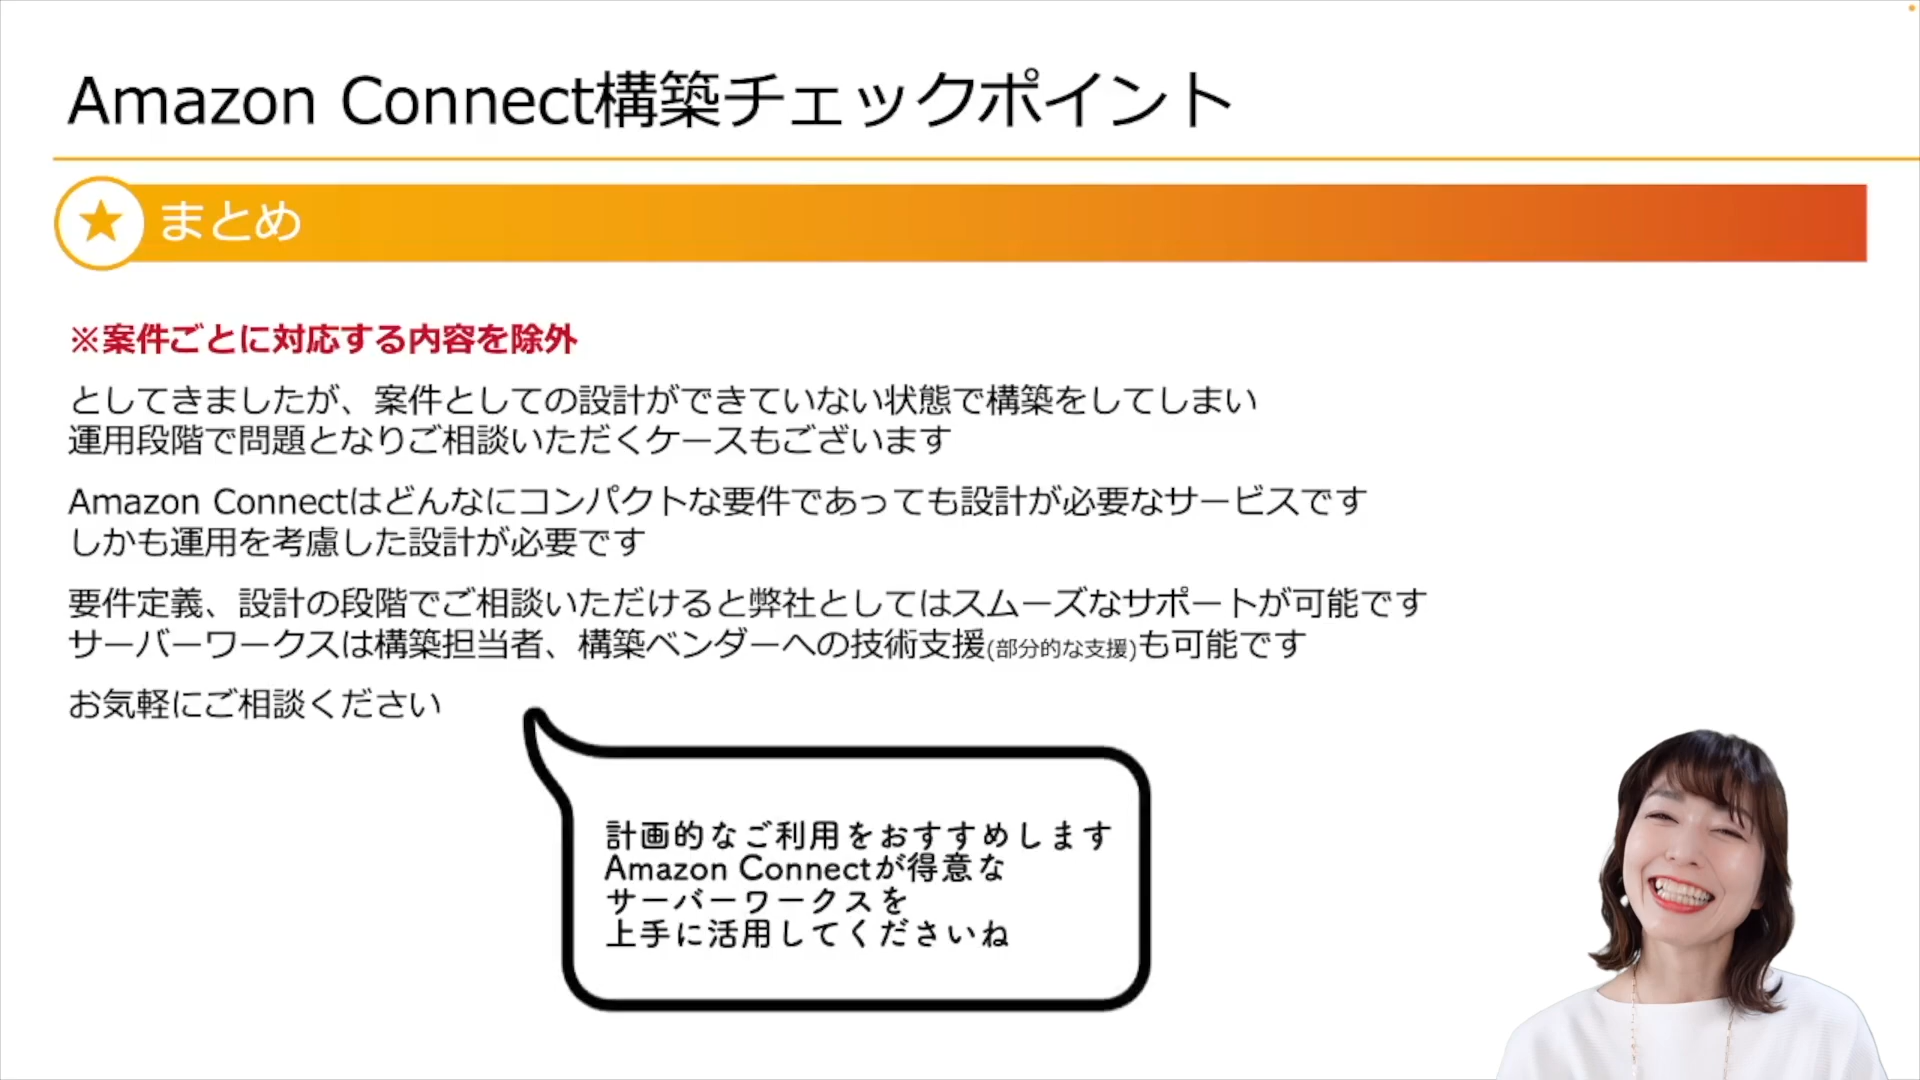 Amazon Connect構築チェックポイント
まとめ
※案件ごとに対応する内容を除外
としてきましたが、案件としての設計ができていない状態で構築をしてしまい
運用段階で問題となりご相談いただくケースもございます
Amazon Connectはどんなにコンパクトな要件であっても設計が必要なサービスです
しかも運用を考慮した設計が必要です
要件定義、設計の段階でご相談いただけると弊社としてはスムーズなサポートが可能です
サーバーワークスは構築担当者、構築ベンダーへの技術支援(部分的な支援)も可能です
お気軽にご相談ください
計画的なご利用をおすすめします
Amazon Connectが得意な
サーバーワークスを
上手に活用してくださいね